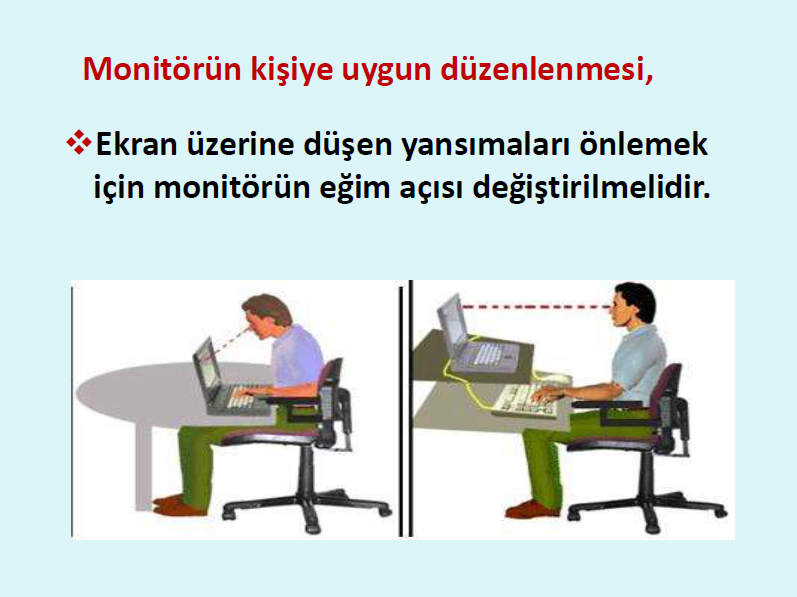 Monitörün kişiye uygun düzenlenmesi,
❖Ekran üzerine düşen yansımaları önlemek
için monitörün eğim açısı değiştirilmelidir.